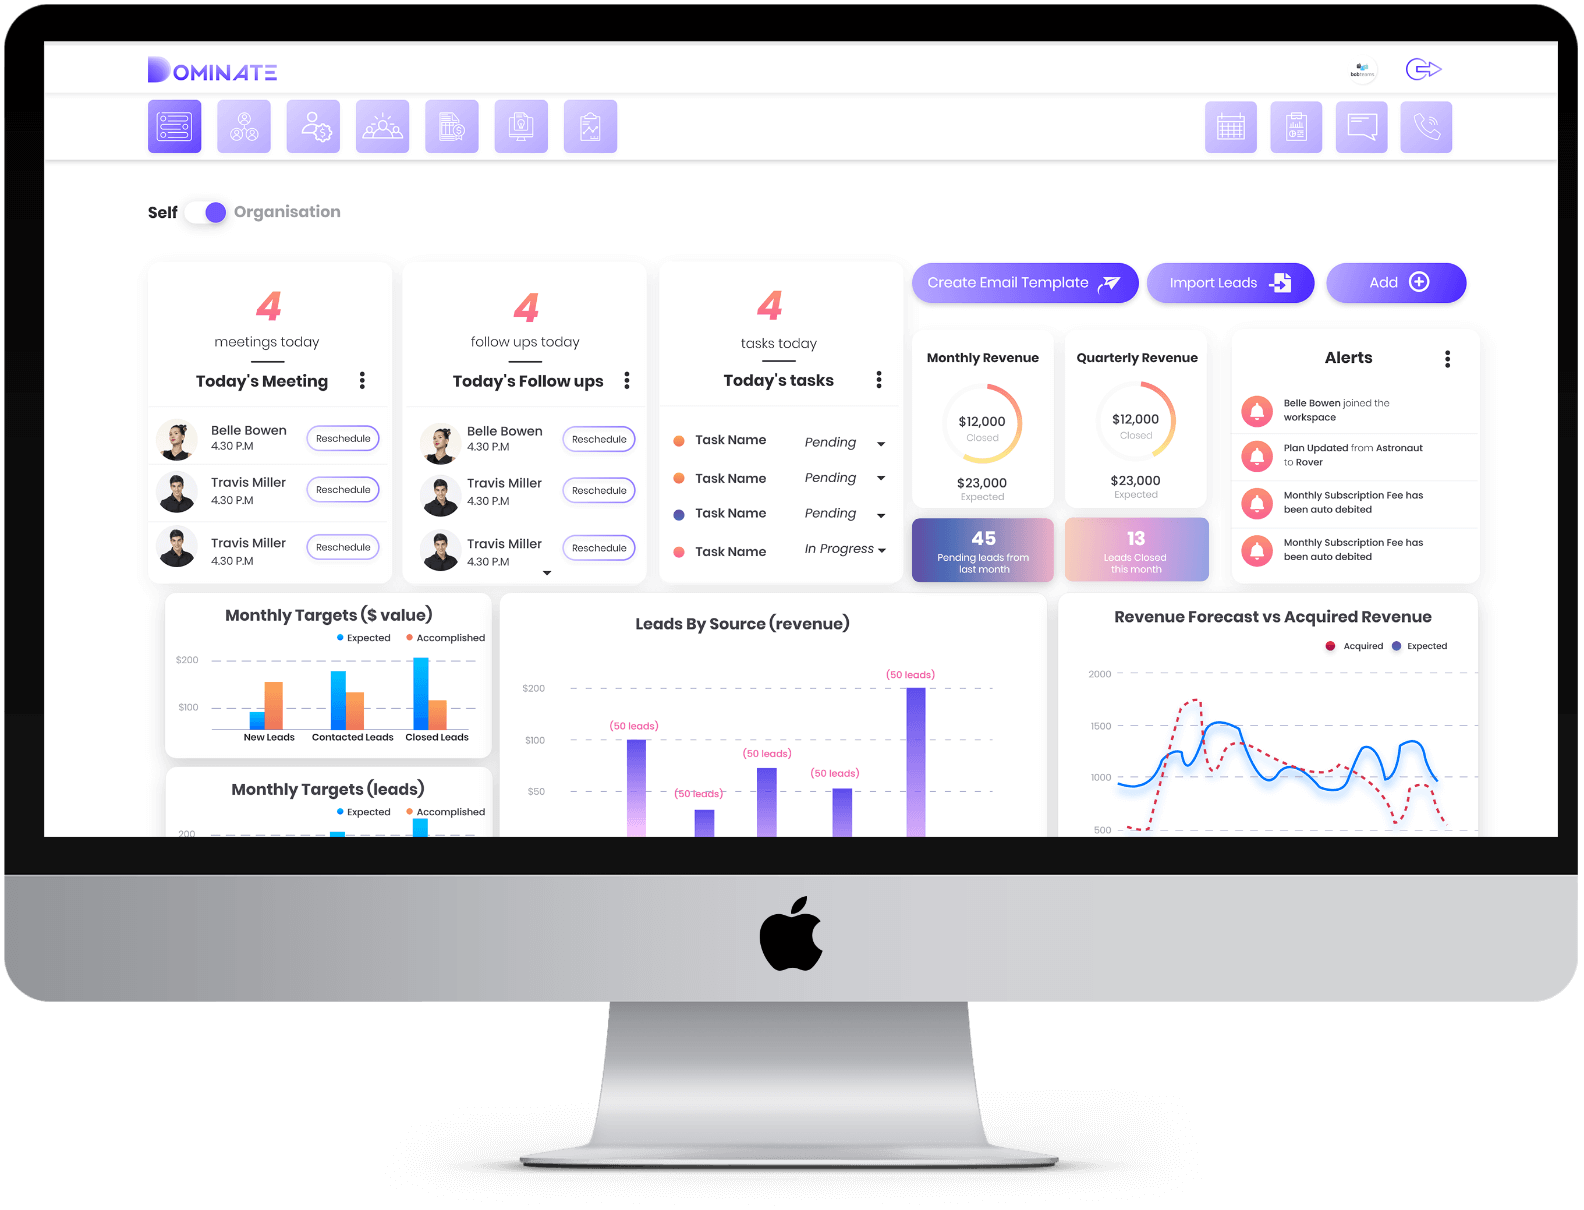 DOMINATE
bobteams
Self
Organisation
4
meetings today
Today's Meeting
Belle Bowen
4.30 P.M
Reschedule
Travis Miller
4.30 P.M
Reschedule
Travis Miller
4.30 P.M
Reschedule
4
follow ups today
Today's Follow ups
Belle Bowen
4.30 P.M
Reschedule
Travis Miller
4.30 P.M
Reschedule
Travis Miller
4.30 P.M
Reschedule
4
tasks today
Today's tasks
Task Name Pending
Task Name Pending
Task Name Pending
Task Name In Progress
Create Email Template
Import Leads
Add
Monthly Revenue
$12,000
Closed
$23,000
Expected
Quarterly Revenue
$12,000
Closed
$23,000
Expected
45
Pending leads from
last month
13
Leads Closed
this month
Alerts
Belle Bowen joined the
workspace
Plan Updated from Astronaut
to Rover
Monthly Subscription Fee has
been auto debited
Monthly Subscription Fee has
been auto debited
Monthly Targets ($ value)
Expected Accomplished
$200
$100
New Leads Contacted Leads Closed Leads
Monthly Targets (leads)
Expected Accomplished
200
Leads By Source (revenue)
(50 leads)
$200
(50 leads)
$100
(50 leads)
(50 leads)
$50
(50 leads)
Revenue Forecast vs Acquired Revenue
Acquired Expected
2000
1500
1000
500